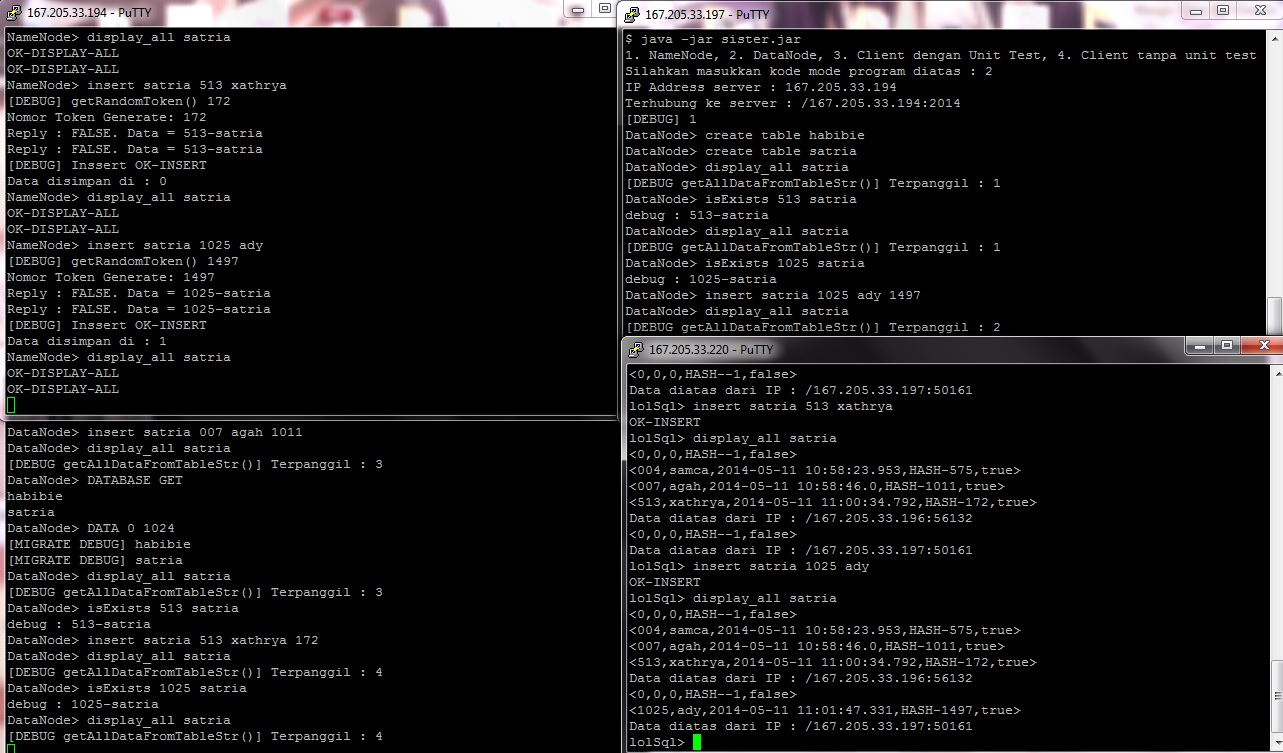 167.205.33.194 - PuTTY
NameNode> display_all satria
OK-DISPLAY-ALL
OK-DISPLAY-ALL
NameNode> insert satria 513 xathrya
[DEBUG] getRandomToken() 172
Nomor Token Generate: 172
Reply : FALSE. Data = 513-satria
Reply : FALSE. Data = 513-satria
[DEBUG] Inssert OK-INSERT
Data disimpan di : 0
NameNode> display_all satria
OK-DISPLAY-ALL
OK-DISPLAY-ALL
NameNode> insert satria 1025 ady
[DEBUG] getRandomToken() 1497
Nomor Token Generate: 1497
Reply : FALSE. Data = 1025-satria
Reply : FALSE. Data = 1025-satria
[DEBUG] Inssert OK-INSERT
Data disimpan di : 1
NameNode> display_all satria
OK-DISPLAY-ALL
OK-DISPLAY-ALL
DataNode> insert satria 007 agah 1011
DataNode> display_all satria
[DEBUG getAllDataFromTableStr()] Terpanggil : 3
DataNode> DATABASE GET
habibie
satria
DataNode> DATA 0 1024
[MIGRATE DEBUG] habibie
[MIGRATE DEBUG] satria
DataNode> display_all satria
[DEBUG getAllDataFromTableStr()] Terpanggil : 3
DataNode> isExists 513 satria
debug : 513-satria
DataNode> insert satria 513 xathrya 172
DataNode> display_all satria
[DEBUG getAllDataFromTableStr()] Terpanggil : 4
DataNode> isExists 1025 satria
debug : 1025-satria
DataNode> display_all satria
[DEBUG getAllDataFromTableStr()] Terpanggil : 4
167.205.33.197 - PuTTY
$ java -jar sister.jar
1. NameNode, 2. DataNode, 3. Client dengan Unit Test, 4. Client tanpa unit test
Silahkan masukkan kode mode program diatas : 2
IP Address server : 167.205.33.194
Terhubung ke server : /167.205.33.194:2014
[DEBUG] 1
DataNode> create table habibie
DataNode> create table satria
DataNode> display_all satria
[DEBUG getAllDataFromTableStr()] Terpanggil : 1
DataNode> isExists 513 satria
debug : 513-satria
DataNode> display_all satria
[DEBUG getAllDataFromTableStr()] Terpanggil : 1
DataNode> isExists 1025 satria
debug : 1025-satria
DataNode> insert satria 1025 ady 1497
DataNode> display_all satria
[DEBUG getAllDataFromTableStr()] Terpanggil : 2
167.205.33.220 - PuTTY
<0,0,0,HASH--1,false>
Data diatas dari IP : /167.205.33.197:50161
lolSql> insert satria 513 xathrya
OK-INSERT
lolSql> display_all satria
<0,0,0,HASH--1,false>
<004,samca,2014-05-11 10:58:23.953,HASH-575,true>
<007,agah,2014-05-11 10:58:46.0,HASH-1011,true>
<513,xathrya,2014-05-11 11:00:34.792,HASH-172,true>
Data diatas dari IP : /167.205.33.196:56132
<0,0,0,HASH--1,false>
Data diatas dari IP : /167.205.33.197:50161
lolSql> insert satria 1025 ady
OK-INSERT
lolSql> display_all satria
<0,0,0,HASH--1,false>
<004,samca,2014-05-11 10:58:23.953,HASH-575,true>
<007,agah,2014-05-11 10:58:46.0,HASH-1011,true>
<513,xathrya,2014-05-11 11:00:34.792,HASH-172,true>
Data diatas dari IP : /167.205.33.196:56132
<0,0,0,HASH--1,false>
<1025,ady,2014-05-11 11:01:47.331,HASH-1497,true>
Data diatas dari IP : /167.205.33.197:50161
lolSql>